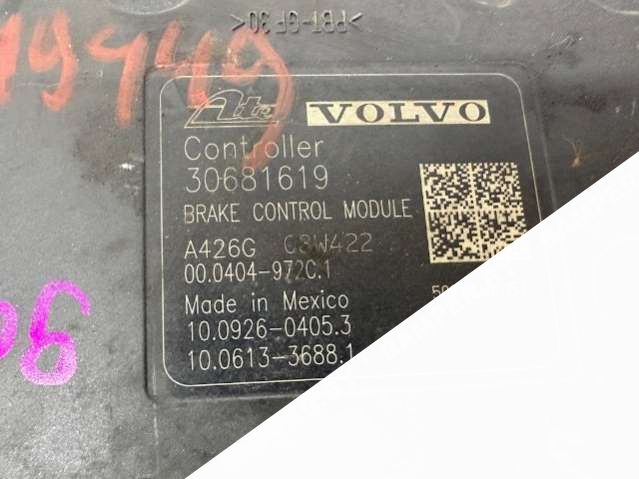 >PBT-GF30<
19449
Ate VOLVO
Controller
30681619
BRAKE CONTROL MODULE
A426G C8W422
00.0404-972C.1
Made in Mexico
10.0926-0405.3
10.0613-3688.1